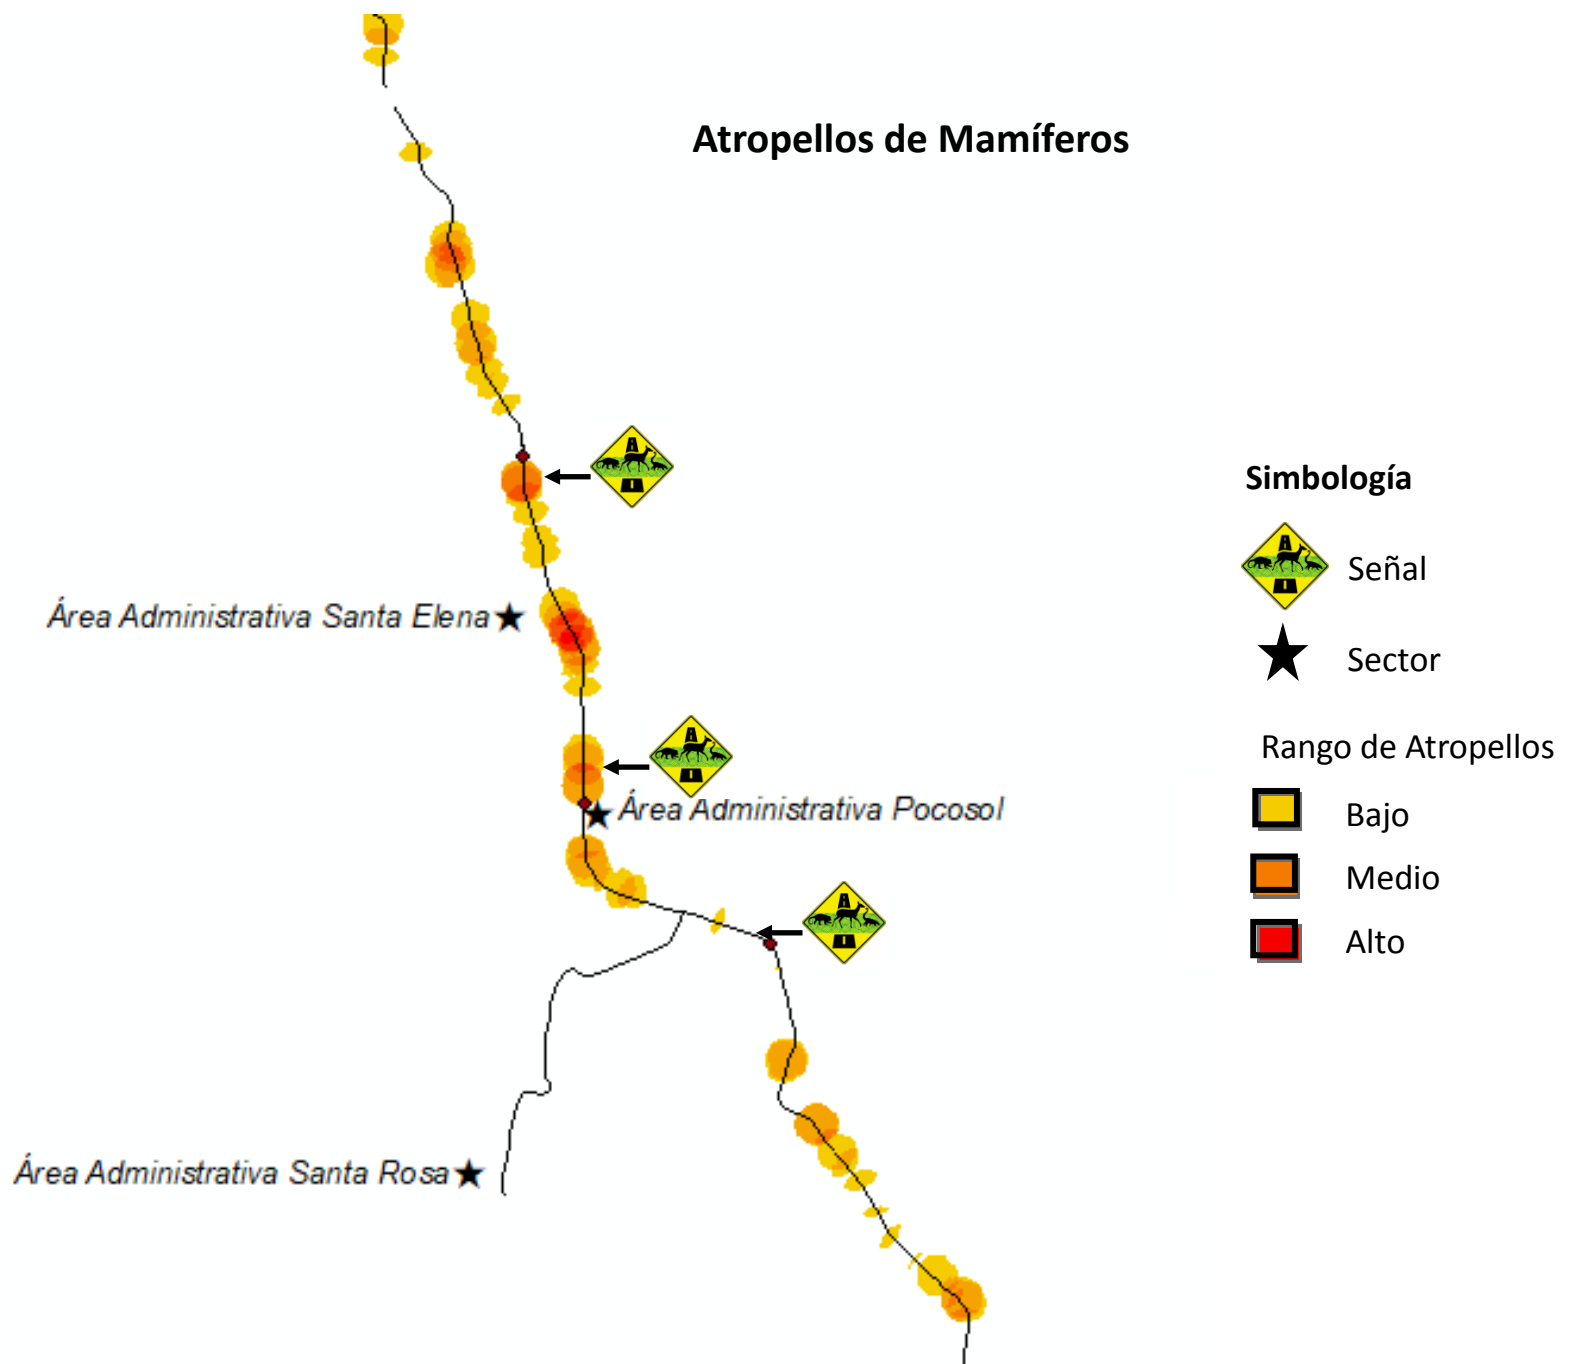 Atropellos de Mamíferos
Simbología
Señal
Área Administrativa Santa Elena
Sector
Rango de Atropellos
Área Administrativa Pocosol
Bajo
Medio
Alto
Área Administrativa Santa Rosa